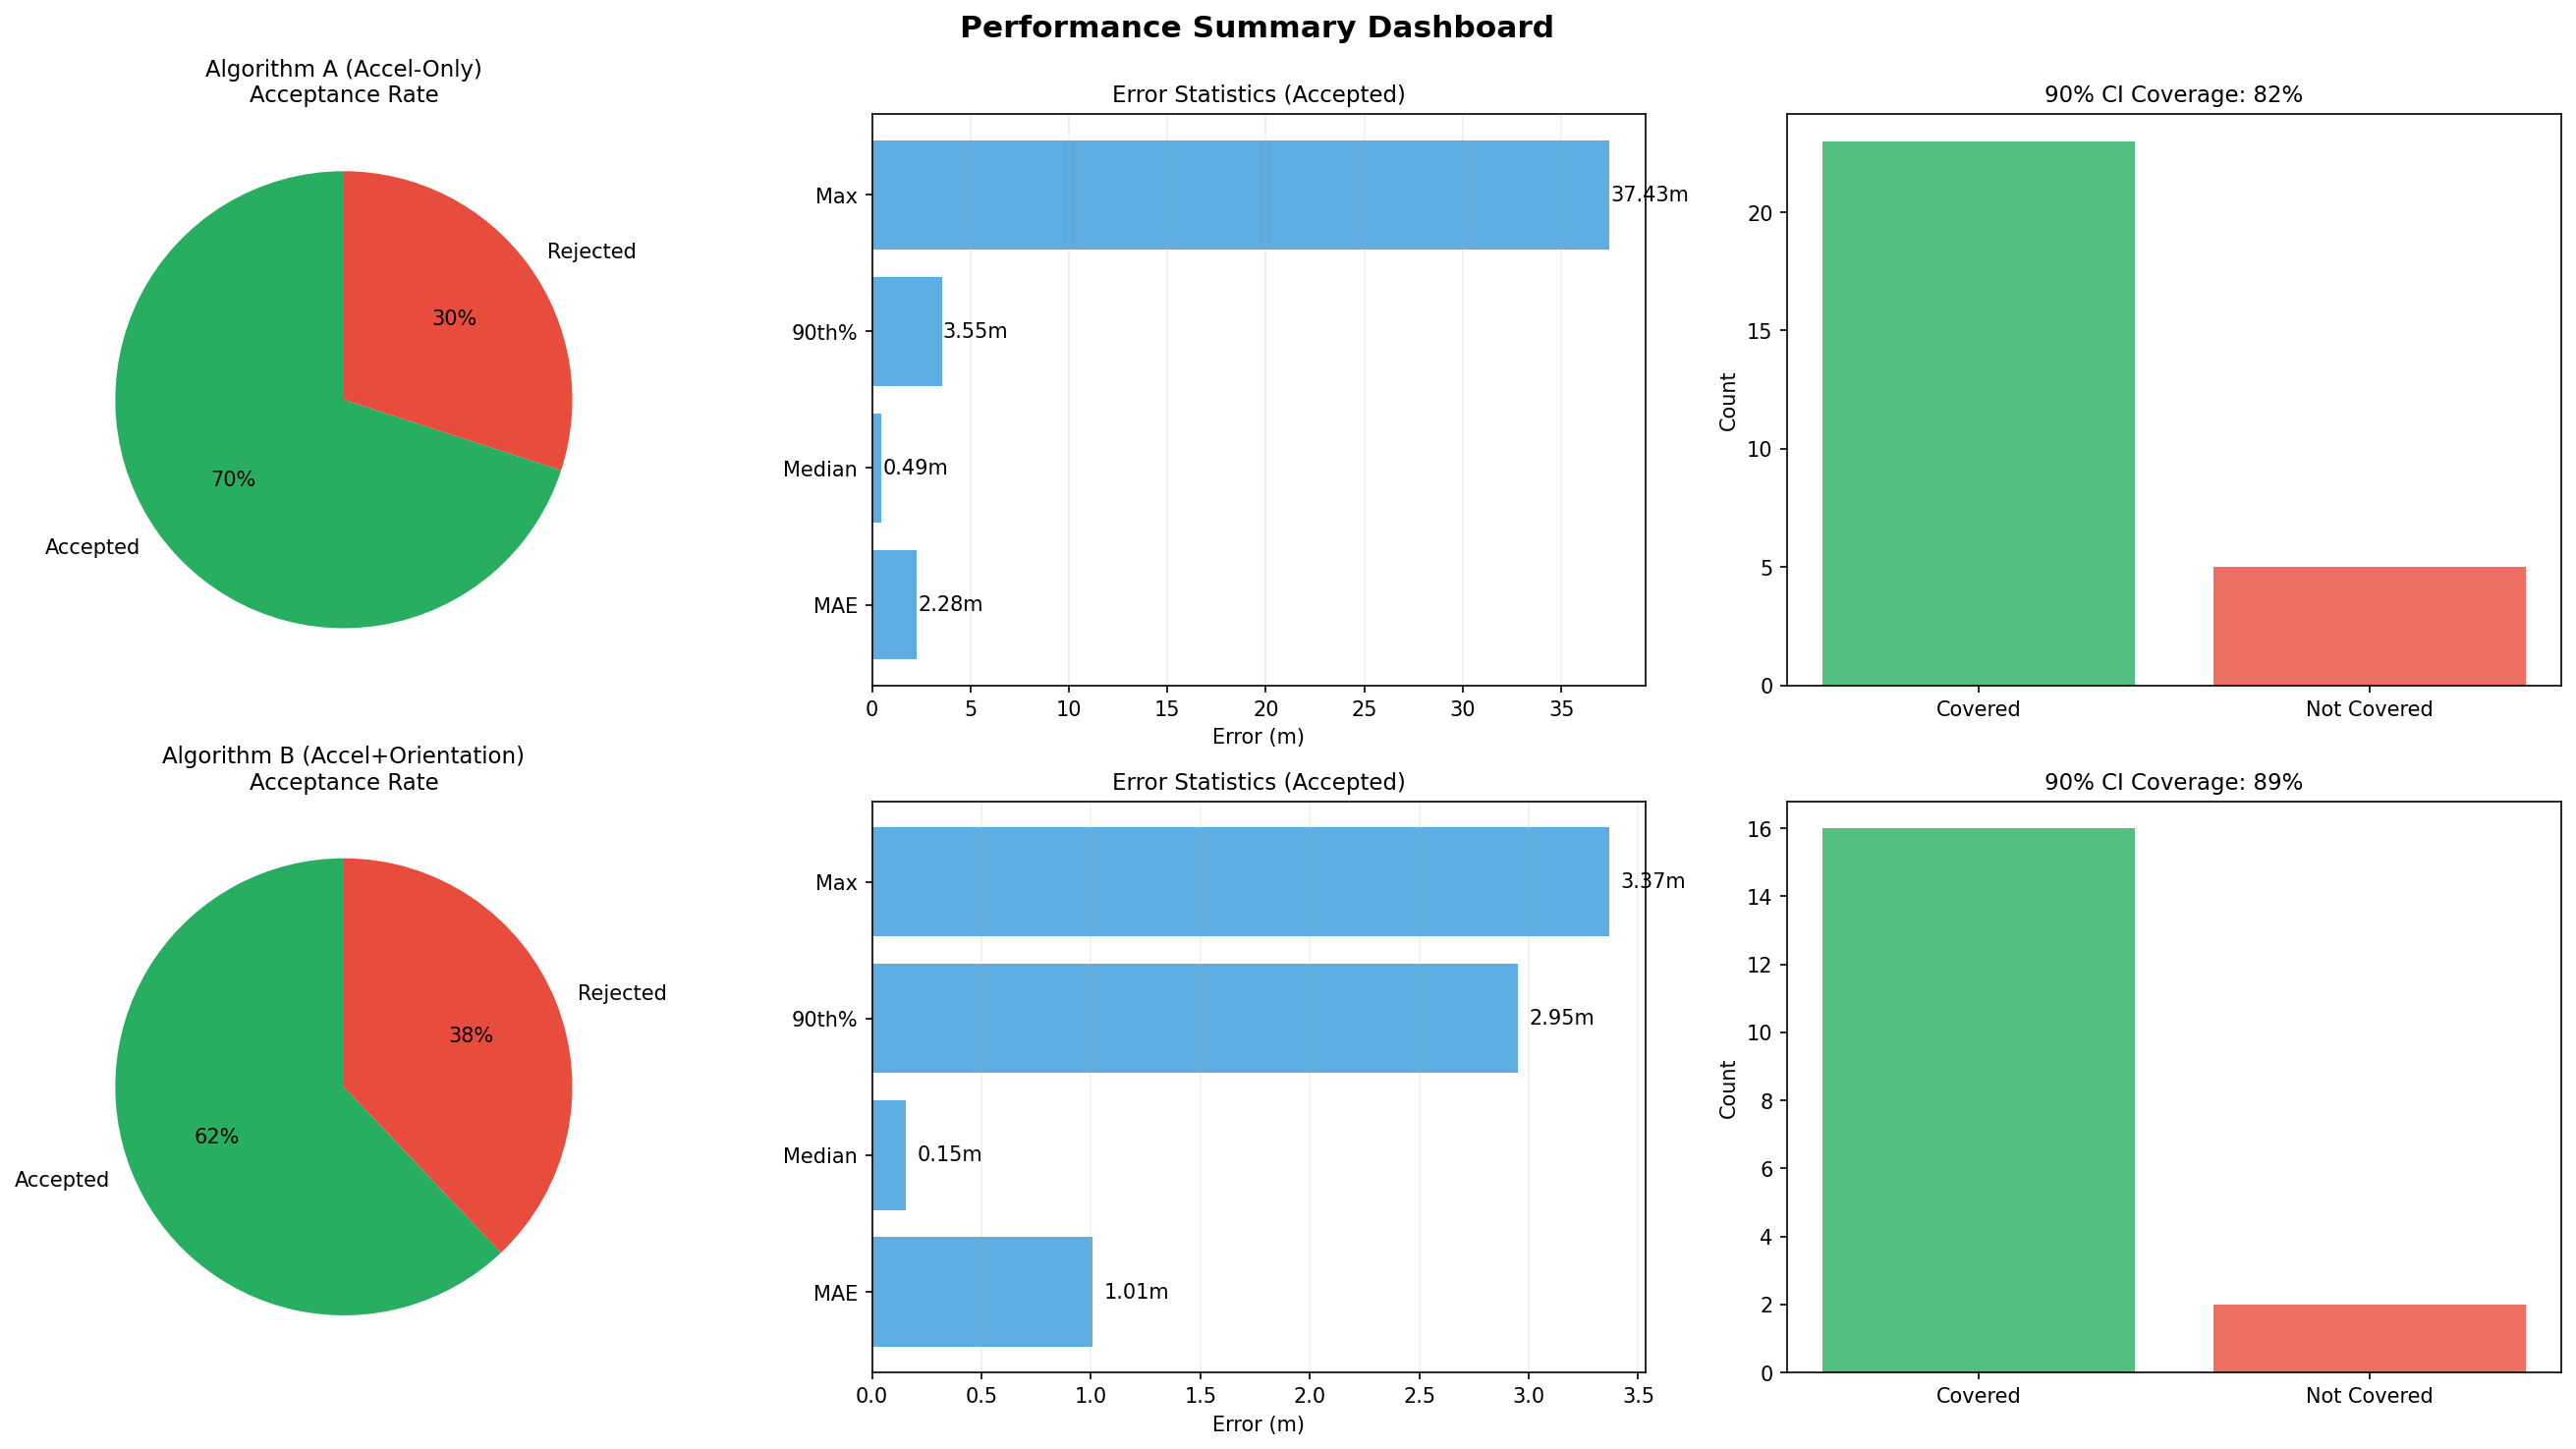 Performance Summary Dashboard
Algorithm A (Accel-Only)
Acceptance Rate
Rejected
30%
70%
Accepted
Error Statistics (Accepted)
Max
37.43m
90th%
3.55m
Median
0.49m
MAE
2.28m
0 5 10 15 20 25 30 35
Error (m)
90% CI Coverage: 82%
Count
20
15
10
5
0
Covered Not Covered
Algorithm B (Accel+Orientation)
Acceptance Rate
Rejected
38%
62%
Accepted
Error Statistics (Accepted)
Max
3.37m
90th%
2.95m
Median
0.15m
MAE
1.01m
0.0 0.5 1.0 1.5 2.0 2.5 3.0 3.5
Error (m)
90% CI Coverage: 89%
Count
16
14
12
10
8
6
4
2
0
Covered Not Covered